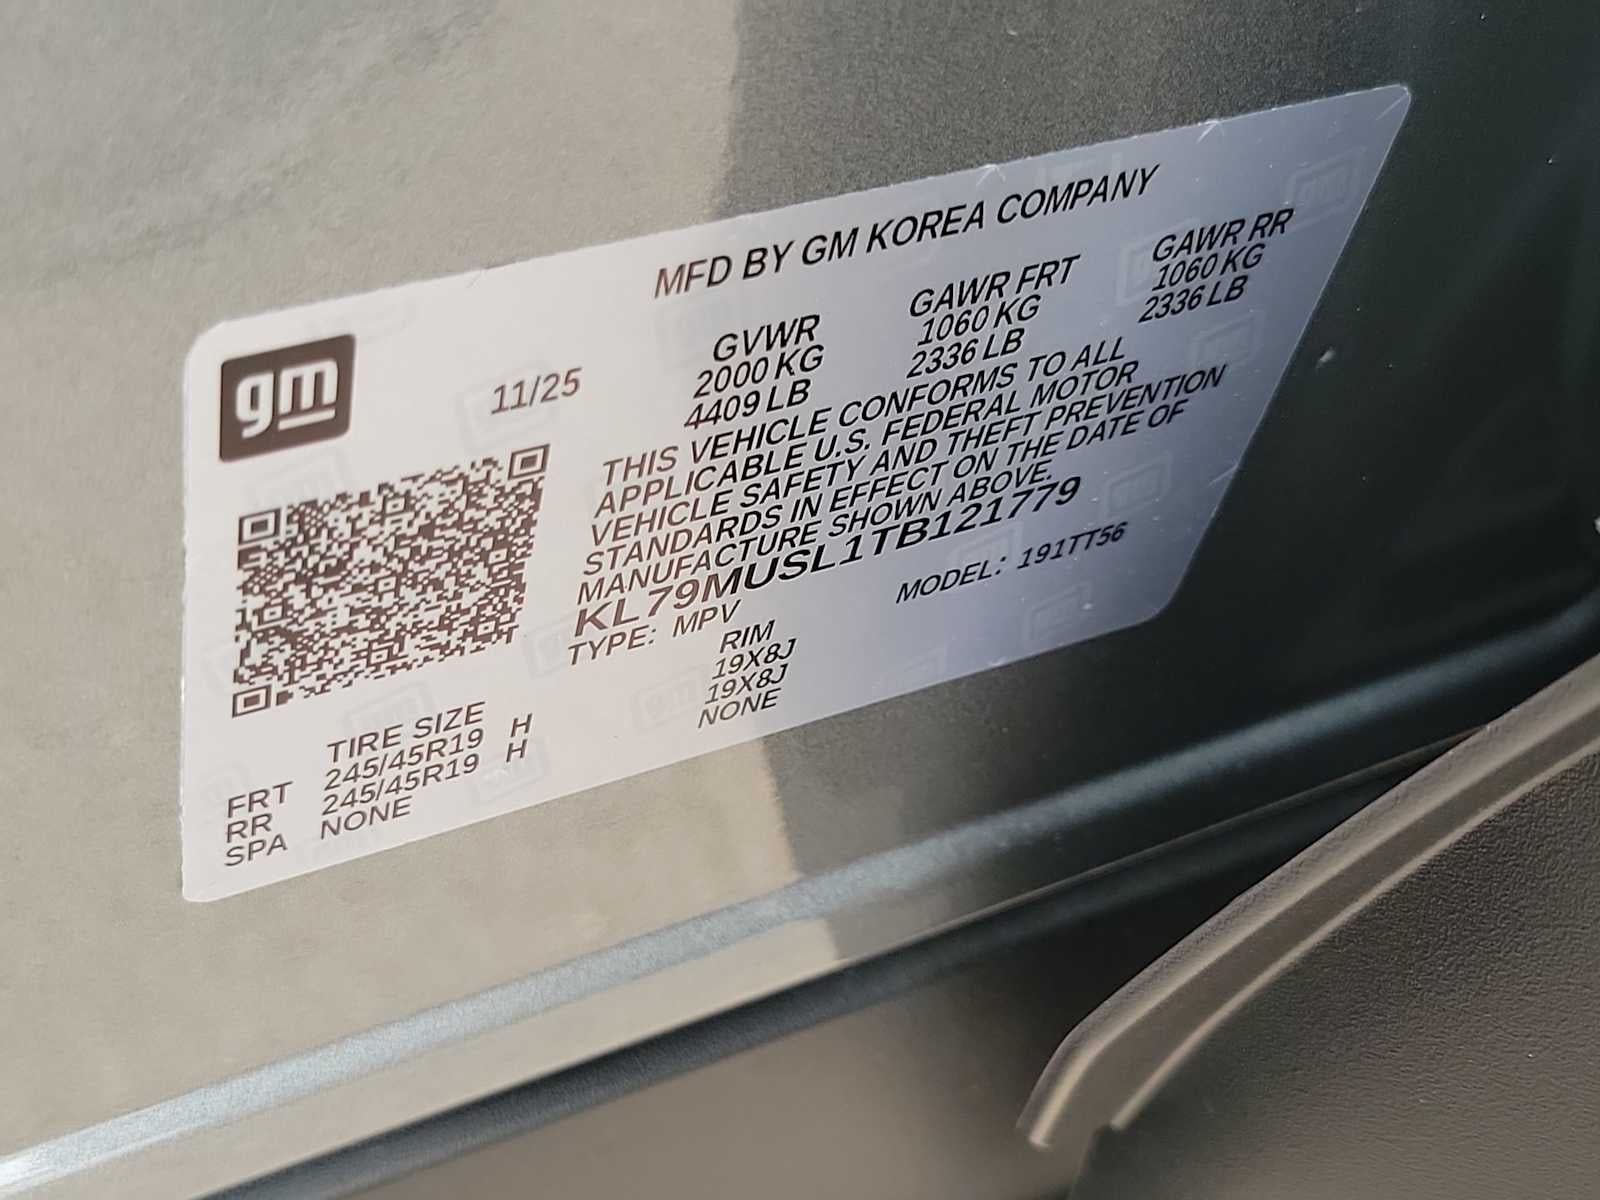 MFD BY GM KOREA COMPANY
gm
11/25
GVWR GAWR FRT GAWR RR
2000 KG 1060 KG 1060 KG
4409 LB 2336 LB 2336 LB
THIS VEHICLE CONFORMS TO ALL
APPLICABLE U.S. FEDERAL MOTOR
VEHICLE SAFETY AND THEFT PREVENTION
STANDARDS IN EFFECT ON THE DATE OF
MANUFACTURE SHOWN ABOVE.
KL79MUSL1TB121779
TYPE: MPV MODEL: 191TT56
TIRE SIZE RIM
FRT 245/45R19 H 19X8J
RR 245/45R19 H 19X8J
SPA NONE NONE